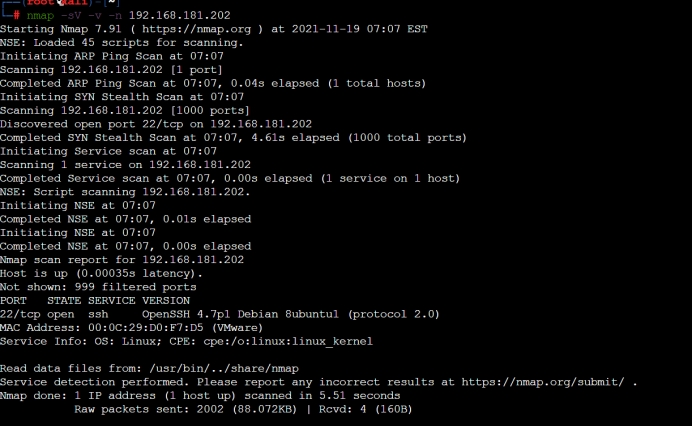 (root kali)-[~]
# nmap -sV -v -n 192.168.181.202
Starting Nmap 7.91 ( https://nmap.org ) at 2021-11-19 07:07 EST
NSE: Loaded 45 scripts for scanning.
Initiating ARP Ping Scan at 07:07
Scanning 192.168.181.202 [1 port]
Completed ARP Ping Scan at 07:07, 0.04s elapsed (1 total hosts)
Initiating SYN Stealth Scan at 07:07
Scanning 192.168.181.202 [1000 ports]
Discovered open port 22/tcp on 192.168.181.202
Completed SYN Stealth Scan at 07:07, 4.61s elapsed (1000 total ports)
Initiating Service scan at 07:07
Scanning 1 service on 192.168.181.202
Completed Service scan at 07:07, 0.00s elapsed (1 service on 1 host)
NSE: Script scanning 192.168.181.202.
Initiating NSE at 07:07
Completed NSE at 07:07, 0.01s elapsed
Initiating NSE at 07:07
Completed NSE at 07:07, 0.00s elapsed
Nmap scan report for 192.168.181.202
Host is up (0.00035s latency).
Not shown: 999 filtered ports
PORT   STATE SERVICE VERSION
22/tcp open  ssh     OpenSSH 4.7p1 Debian 8ubuntu1 (protocol 2.0)
MAC Address: 00:0C:29:D0:F7:D5 (VMware)
Service Info: OS: Linux; CPE: cpe:/o:linux:linux_kernel
Read data files from: /usr/bin/../share/nmap
Service detection performed. Please report any incorrect results at https://nmap.org/submit/ .
Nmap done: 1 IP address (1 host up) scanned in 5.51 seconds
Raw packets sent: 2002 (88.072KB) | Rcvd: 4 (160B)